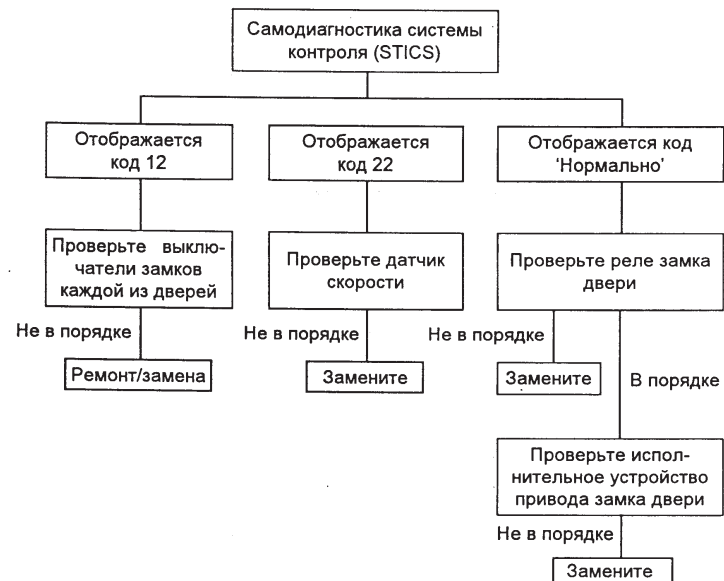 Самодиагностика системы
контроля (STICS)
Отображается
код 12
Отображается
код 22
Отображается код
‘Нормально’
Проверьте выклю-
чатели замков
каждой из дверей
Проверьте датчик
скорости
Проверьте реле замка
двери
Не в порядке
Не в порядке
Не в порядке
Ремонт/замена
Замените
Замените
В порядке
Проверьте испол-
нительное устройство
привода замка двери
Не в порядке
Замените